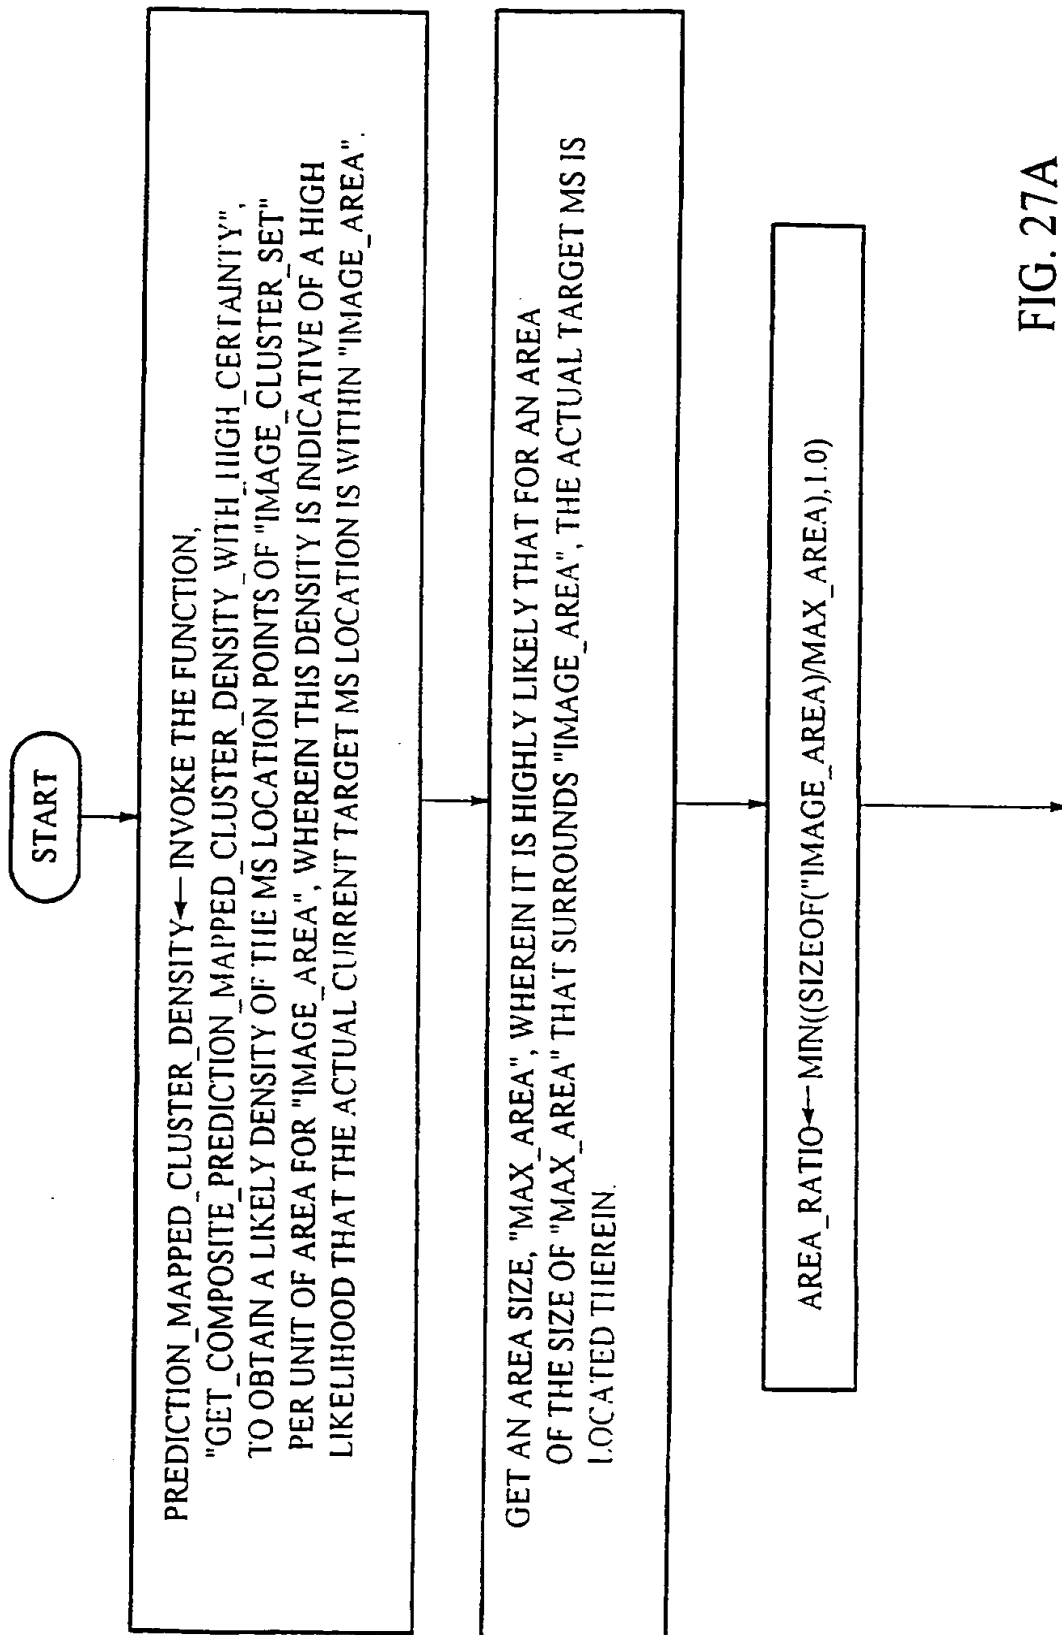 START
PREDICTION_MAPPED_CLUSTER_DENSITY← INVOKE THE FUNCTION,
"GET_COMPOSITE_PREDICTION_MAPPED_CLUSTER_DENSITY_WITH_HIGH_CERTAINTY",
TO OBTAIN A LIKELY DENSITY OF THE MS LOCATION POINTS OF "IMAGE_CLUSTER_SET"
PER UNIT OF AREA FOR "IMAGE_AREA", WHEREIN THIS DENSITY IS INDICATIVE OF A HIGH
LIKELIHOOD THAT THE ACTUAL CURRENT TARGET MS LOCATION IS WITHIN "IMAGE_AREA".
GET AN AREA SIZE, "MAX_AREA", WHEREIN IT IS HIGHLY LIKELY THAT FOR AN AREA
OF THE SIZE OF "MAX_AREA" THAT SURROUNDS "IMAGE_AREA", THE ACTUAL TARGET MS IS
LOCATED THEREIN.
AREA_RATIO← MIN((SIZEOF("IMAGE_AREA)/MAX_AREA),1.0)
FIG. 27A